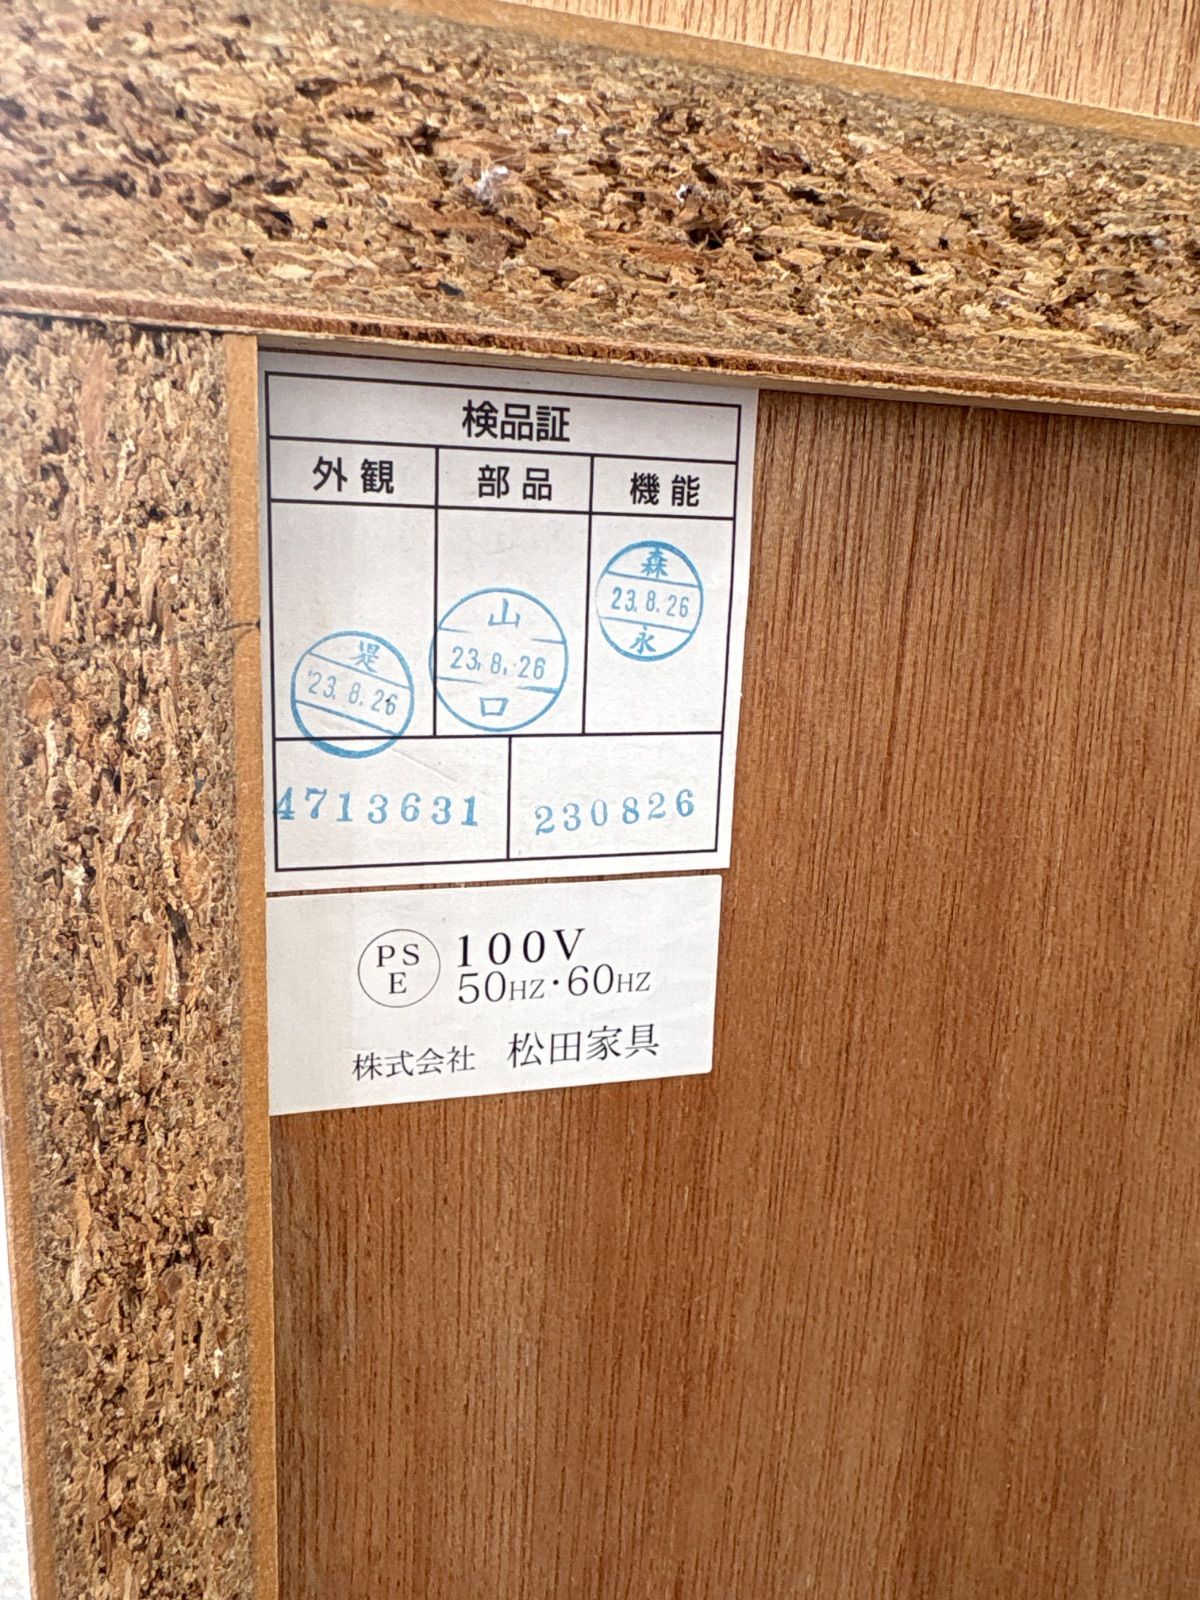 検品証
外観 部品 機能
森
23.8.26
永
山
23.8.26
口
堤
'23.8.26
4713631 230826
PSE 100V
50HZ・60HZ
株式会社 松田家具